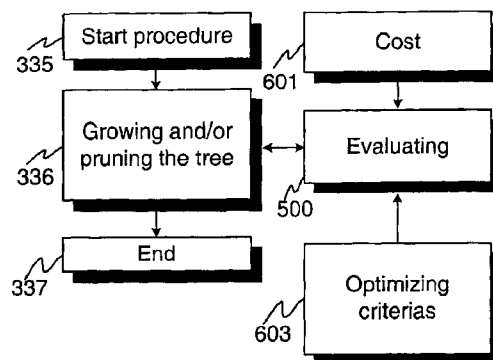 Start procedure
335
Growing and/or
pruning the tree
336
End
337
Cost
601
Evaluating
500
Optimizing
criterias
603